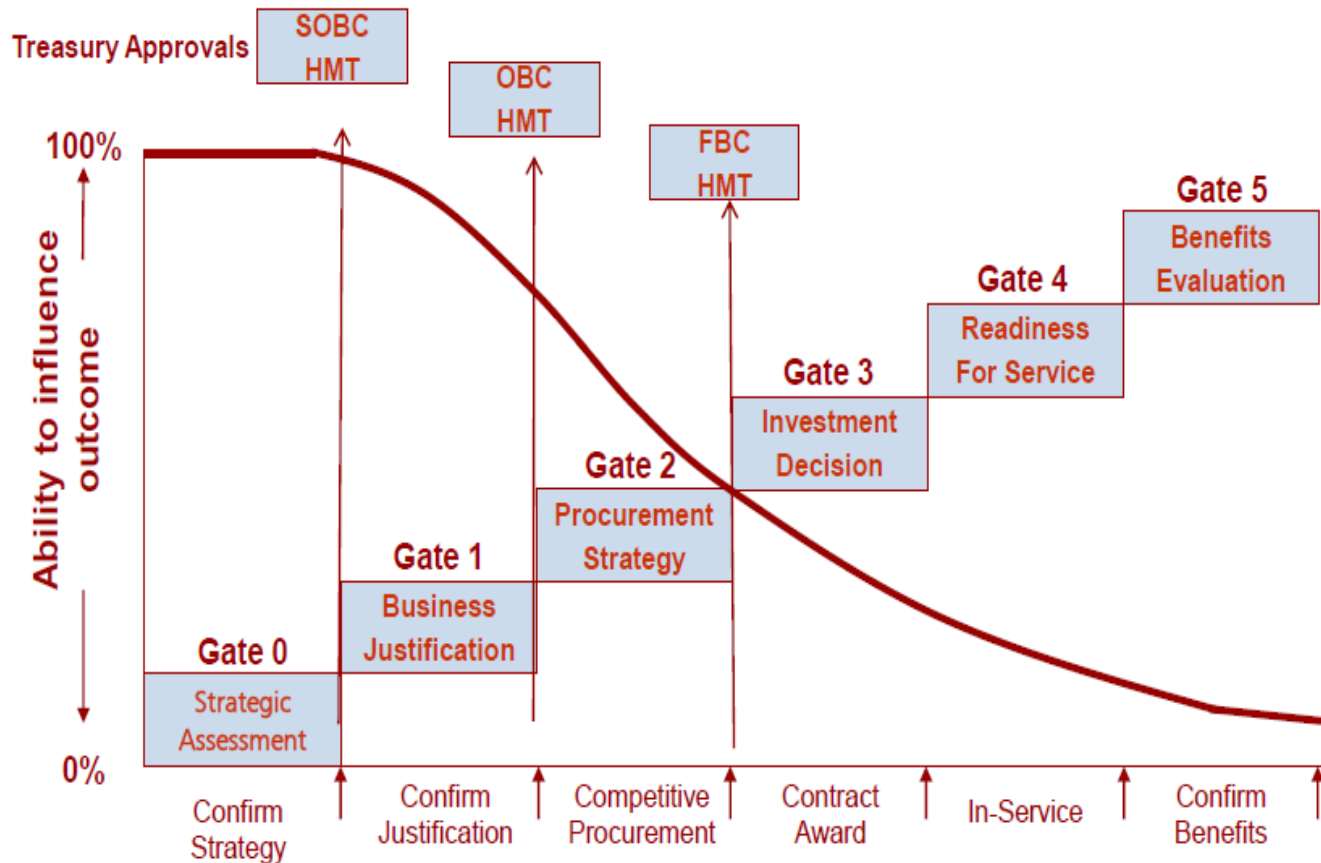 Treasury Approvals
SOBC
HMT
OBC
HMT
FBC
HMT
100%
0%
Ability to influence
outcome
Gate 0
Strategic
Assessment
Gate 1
Business
Justification
Gate 2
Procurement
Strategy
Gate 3
Investment
Decision
Gate 4
Readiness
For Service
Gate 5
Benefits
Evaluation
Confirm
Strategy
Confirm
Justification
Competitive
Procurement
Contract
Award
In-Service
Confirm
Benefits